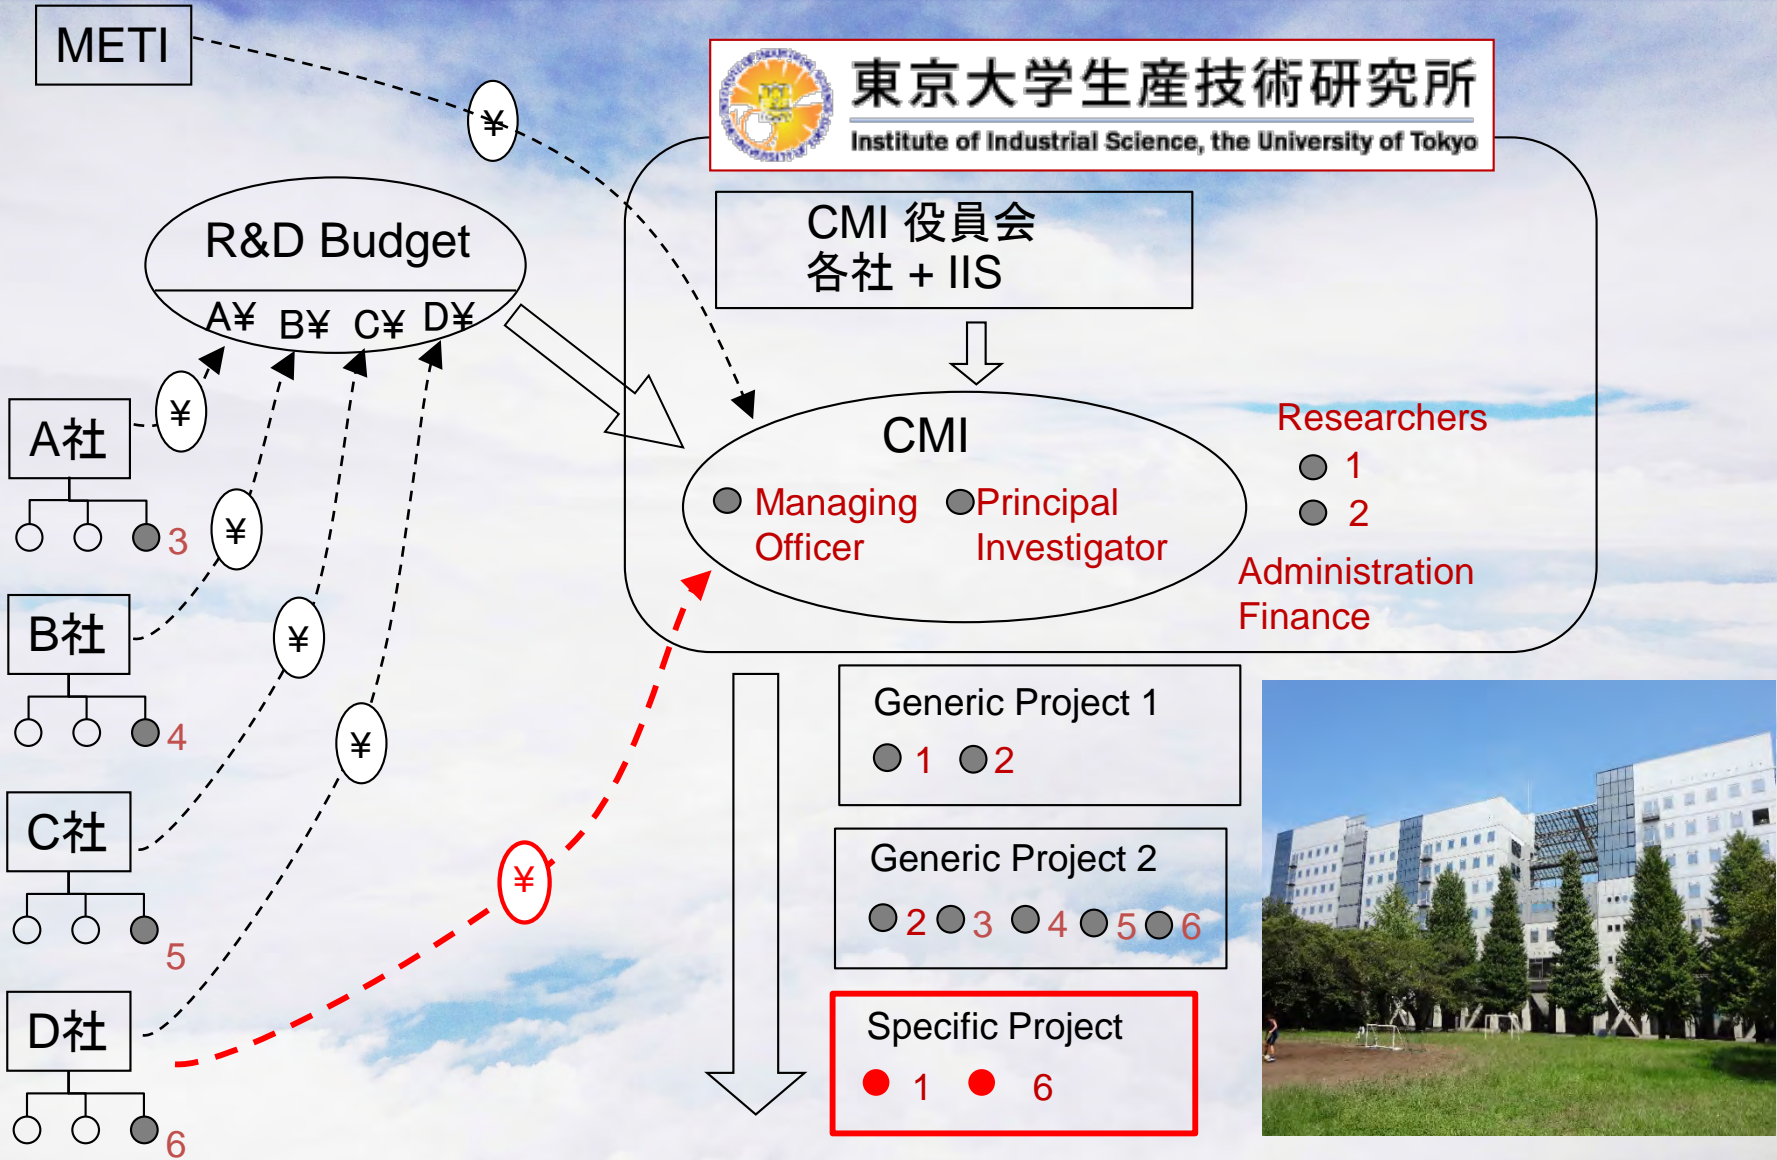 METI
¥
東京大学生産技術研究所
Institute of Industrial Science, the University of Tokyo
R&D Budget
A¥ B¥ C¥ D¥
CMI 役員会
各社 + IIS
CMI
Managing
Officer
Principal
Investigator
Researchers
1
2
Administration
Finance
A社
¥
3
¥
B社
¥
4
¥
C社
5
¥
D社
6
Generic Project 1
1 2
Generic Project 2
2 3 4 5 6
Specific Project
1 6